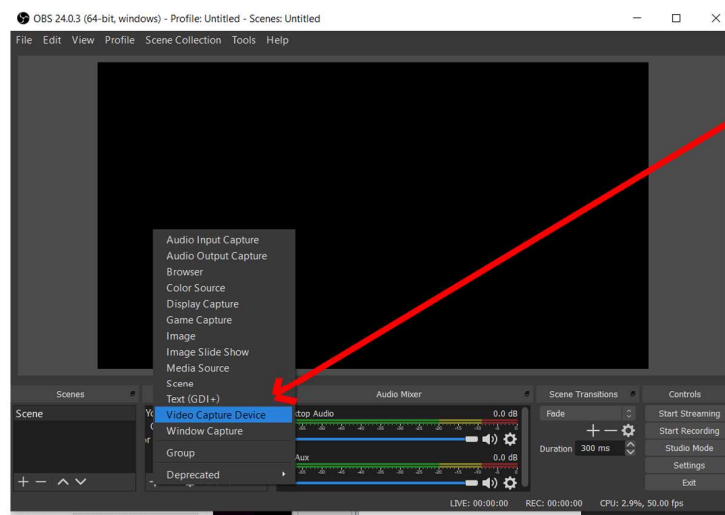 OBS 24.0.3 (64-bit, windows) - Profile: Untitled - Scenes: Untitled
File Edit View Profile Scene Collection Tools Help
Audio Input Capture
Audio Output Capture
Browser
Color Source
Display Capture
Game Capture
Image
Image Slide Show
Media Source
Scene
Text (GDI+)
Video Capture Device
Window Capture
Group
Deprecated
Scenes
Scene
Audio Mixer
0.0 dB
Aux
0.0 dB
Scene Transitions
Fade
Duration 300 ms
Controls
Start Streaming
Start Recording
Studio Mode
Settings
Exit
LIVE: 00:00:00 REC: 00:00:00 CPU: 2.9%, 50.00 fps